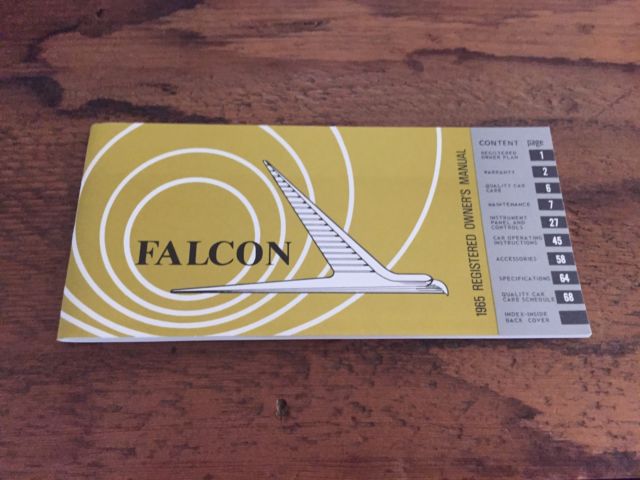 FALCON
1965 REGISTERED OWNER'S MANUAL
CONTENT page
REGISTERED
OWNER PLAN 1
WARRANTY 2
QUALITY CAR
CARE 6
MAINTENANCE 7
INSTRUMENT
PANEL AND
CONTROLS 27
CAR OPERATING
INSTRUCTIONS 45
ACCESSORIES 58
SPECIFICATIONS 64
QUALITY CAR
CARE SCHEDULE 68
INDEX-INSIDE
BACK COVER